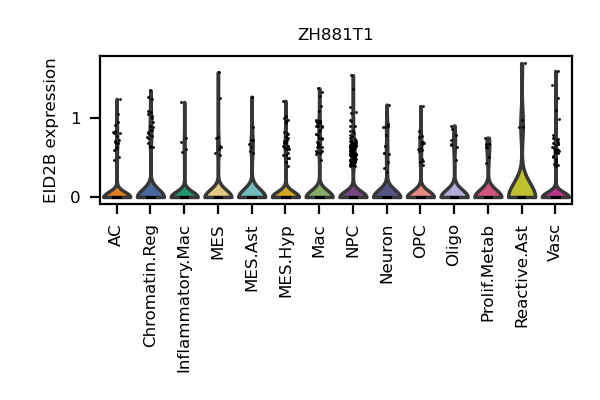 ZH881T1
EID2B expression
1
0
AC
Chromatin.Reg
Inflammatory.Mac
MES
MES.Ast
MES.Hyp
Mac
NPC
Neuron
OPC
Oligo
Prolif.Metab
Reactive.Ast
Vasc